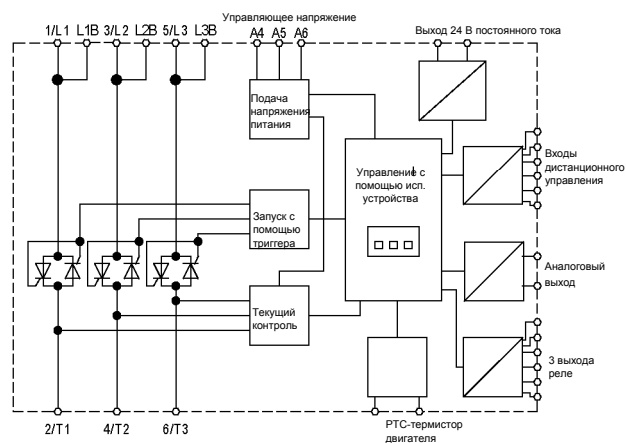 Управляющее напряжение
Выход 24 В постоянного тока
1/L1 L1B 3/L2 L2B 5/L3 L3B
A4 A5 A6
Подача
напряжения
питания
Управление с
помощью исп.
устройства
Входы
дистанционного
управления
Запуск с
помощью
триггера
Аналоговый
выход
Текущий
контроль
3 выхода
реле
2/T1 4/T2 6/T3
РТС-термистор
двигателя